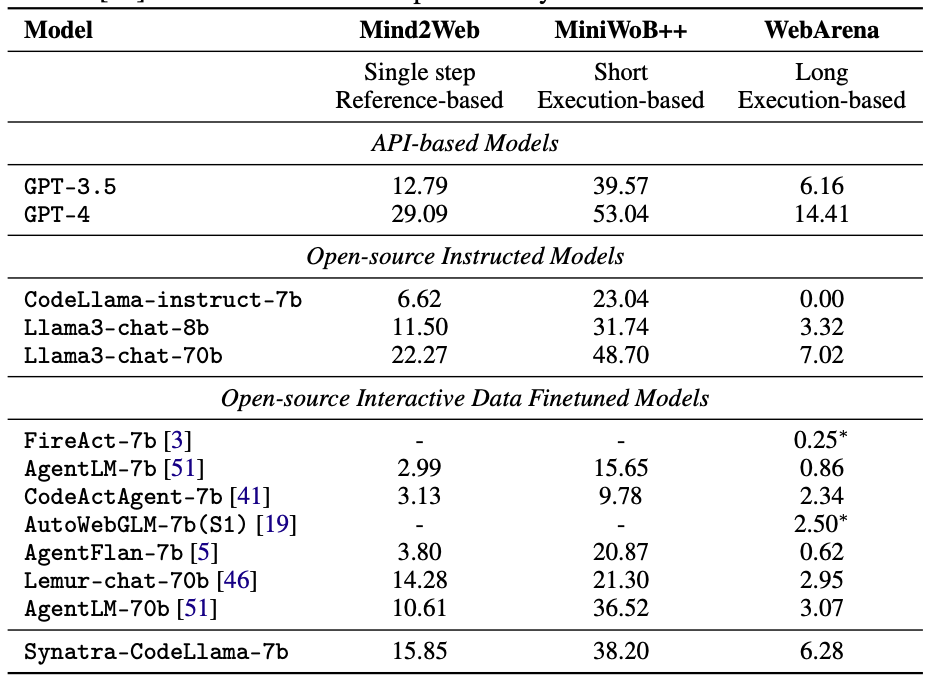 Model Mind2Web MiniWoB++ WebArena
Single step Short Long
Reference-based Execution-based Execution-based
API-based Models
GPT-3.5 12.79 39.57 6.16
GPT-4 29.09 53.04 14.41
Open-source Instructed Models
CodeLlama-instruct-7b 6.62 23.04 0.00
Llama3-chat-8b 11.50 31.74 3.32
Llama3-chat-70b 22.27 48.70 7.02
Open-source Interactive Data Finetuned Models
FireAct-7b [3] - - 0.25*
AgentLM-7b [51] 2.99 15.65 0.86
CodeActAgent-7b [41] 3.13 9.78 2.34
AutoWebGLM-7b(S1) [19] - - 2.50*
AgentFlan-7b [5] 3.80 20.87 0.62
Lemur-chat-70b [46] 14.28 21.30 2.95
AgentLM-70b [51] 10.61 36.52 3.07
Synatra-CodeLlama-7b 15.85 38.20 6.28